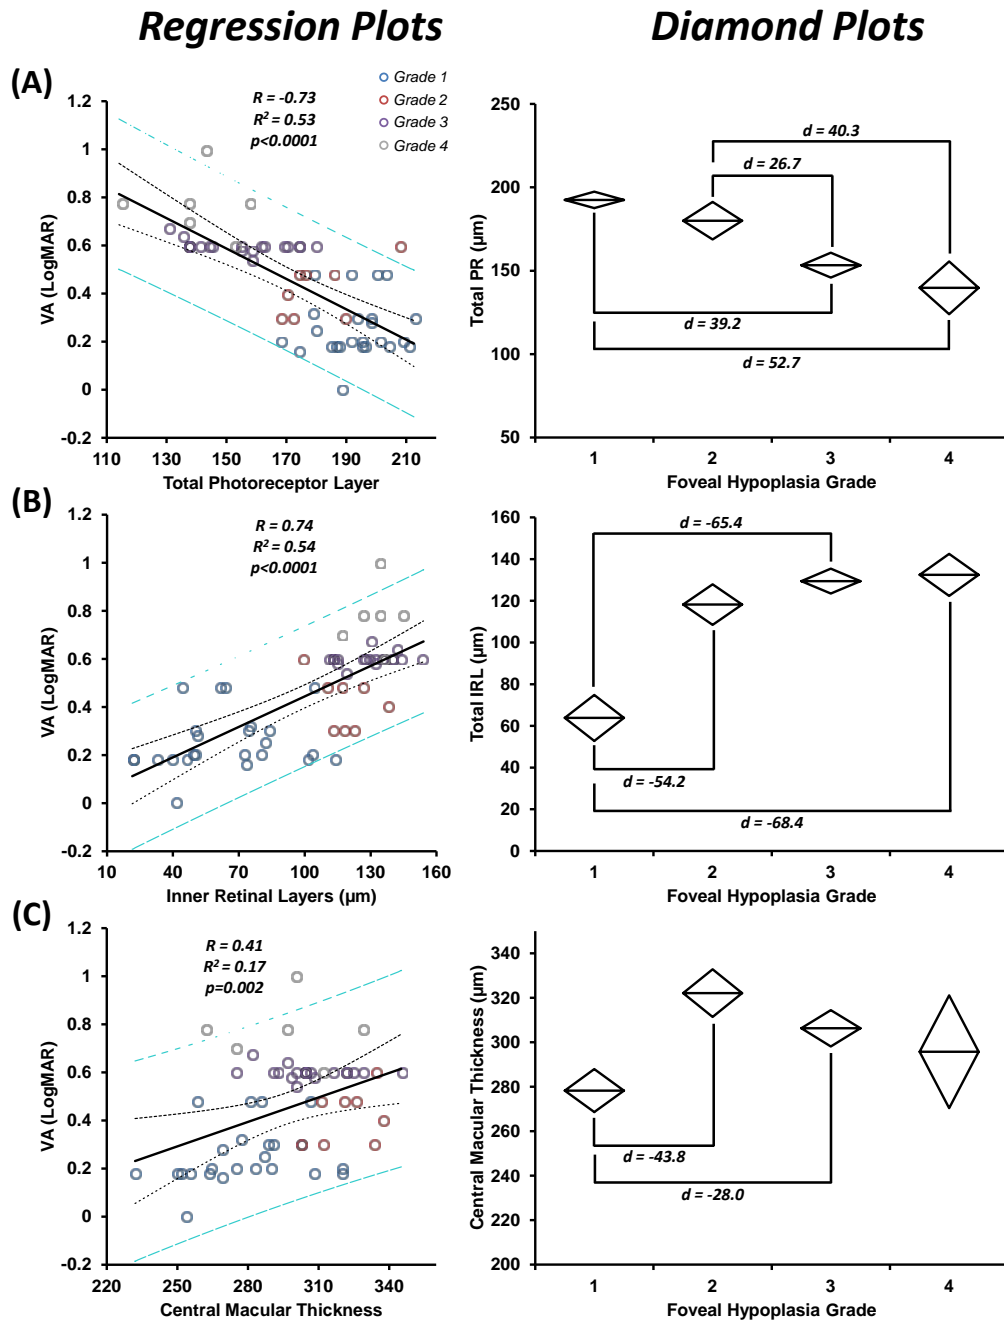 Regression Plots
Diamond Plots
(A)
R = -0.73
R² = 0.53
p<0.0001
Grade 1
Grade 2
Grade 3
Grade 4
VA (LogMAR)
1.2
1
0.8
0.6
0.4
0.2
0
-0.2
110 130 150 170 190 210
Total Photoreceptor Layer
Total PR (µm)
250
200
150
100
50
d = 40.3
d = 26.7
d = 39.2
d = 52.7
1 2 3 4
Foveal Hypoplasia Grade
(B)
R = 0.74
R² = 0.54
p<0.0001
VA (LogMAR)
1.2
1
0.8
0.6
0.4
0.2
0
-0.2
10 40 70 100 130 160
Inner Retinal Layers (µm)
Total IRL (µm)
160
140
120
100
80
60
40
20
0
d = -65.4
d = -54.2
d = -68.4
1 2 3 4
Foveal Hypoplasia Grade
(C)
R = 0.41
R² = 0.17
p=0.002
VA (LogMAR)
1.2
1
0.8
0.6
0.4
0.2
0
-0.2
220 250 280 310 340
Central Macular Thickness
Central Macular Thickness (µm)
340
320
300
280
260
240
220
200
d = -43.8
d = -28.0
1 2 3 4
Foveal Hypoplasia Grade